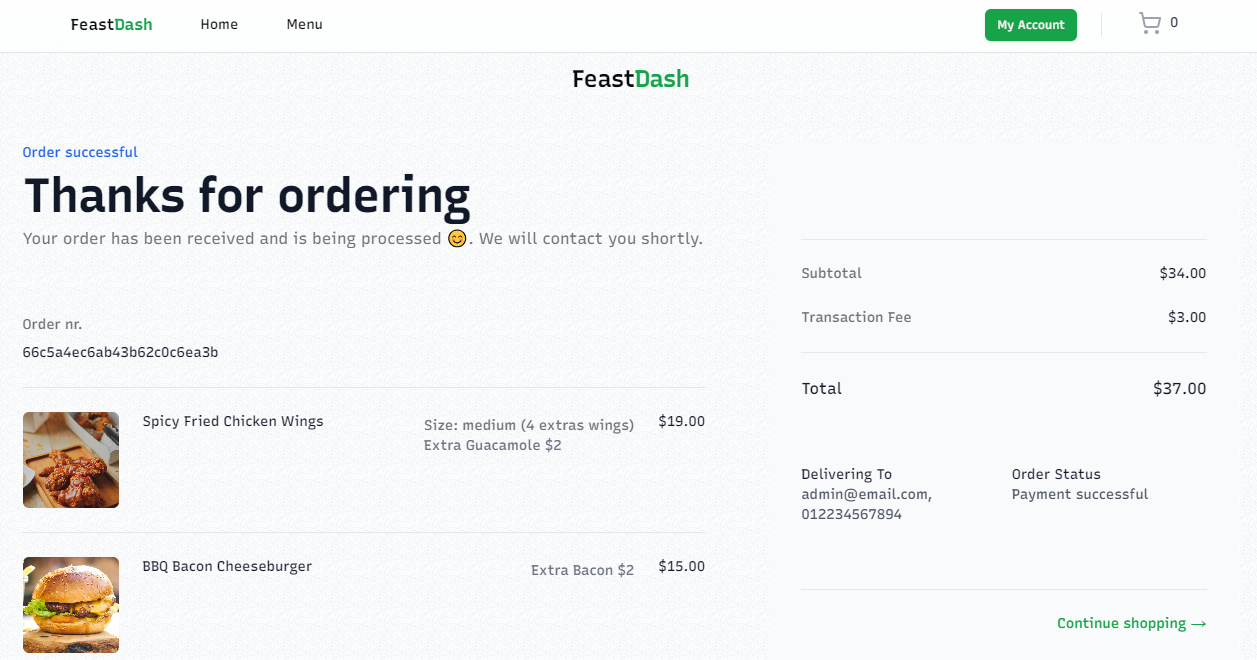 FeastDash
Home
Menu
My Account
0
FeastDash
Order successful
Thanks for ordering
Your order has been received and is being processed 😊. We will contact you shortly.
Order nr.
66c5a4ec6ab43b62c0c6ea3b
Spicy Fried Chicken Wings
Size: medium (4 extras wings)
Extra Guacamole $2
$19.00
BBQ Bacon Cheeseburger
Extra Bacon $2
$15.00
Subtotal
$34.00
Transaction Fee
$3.00
Total
$37.00
Delivering To
admin@email.com,
012234567894
Order Status
Payment successful
Continue shopping →